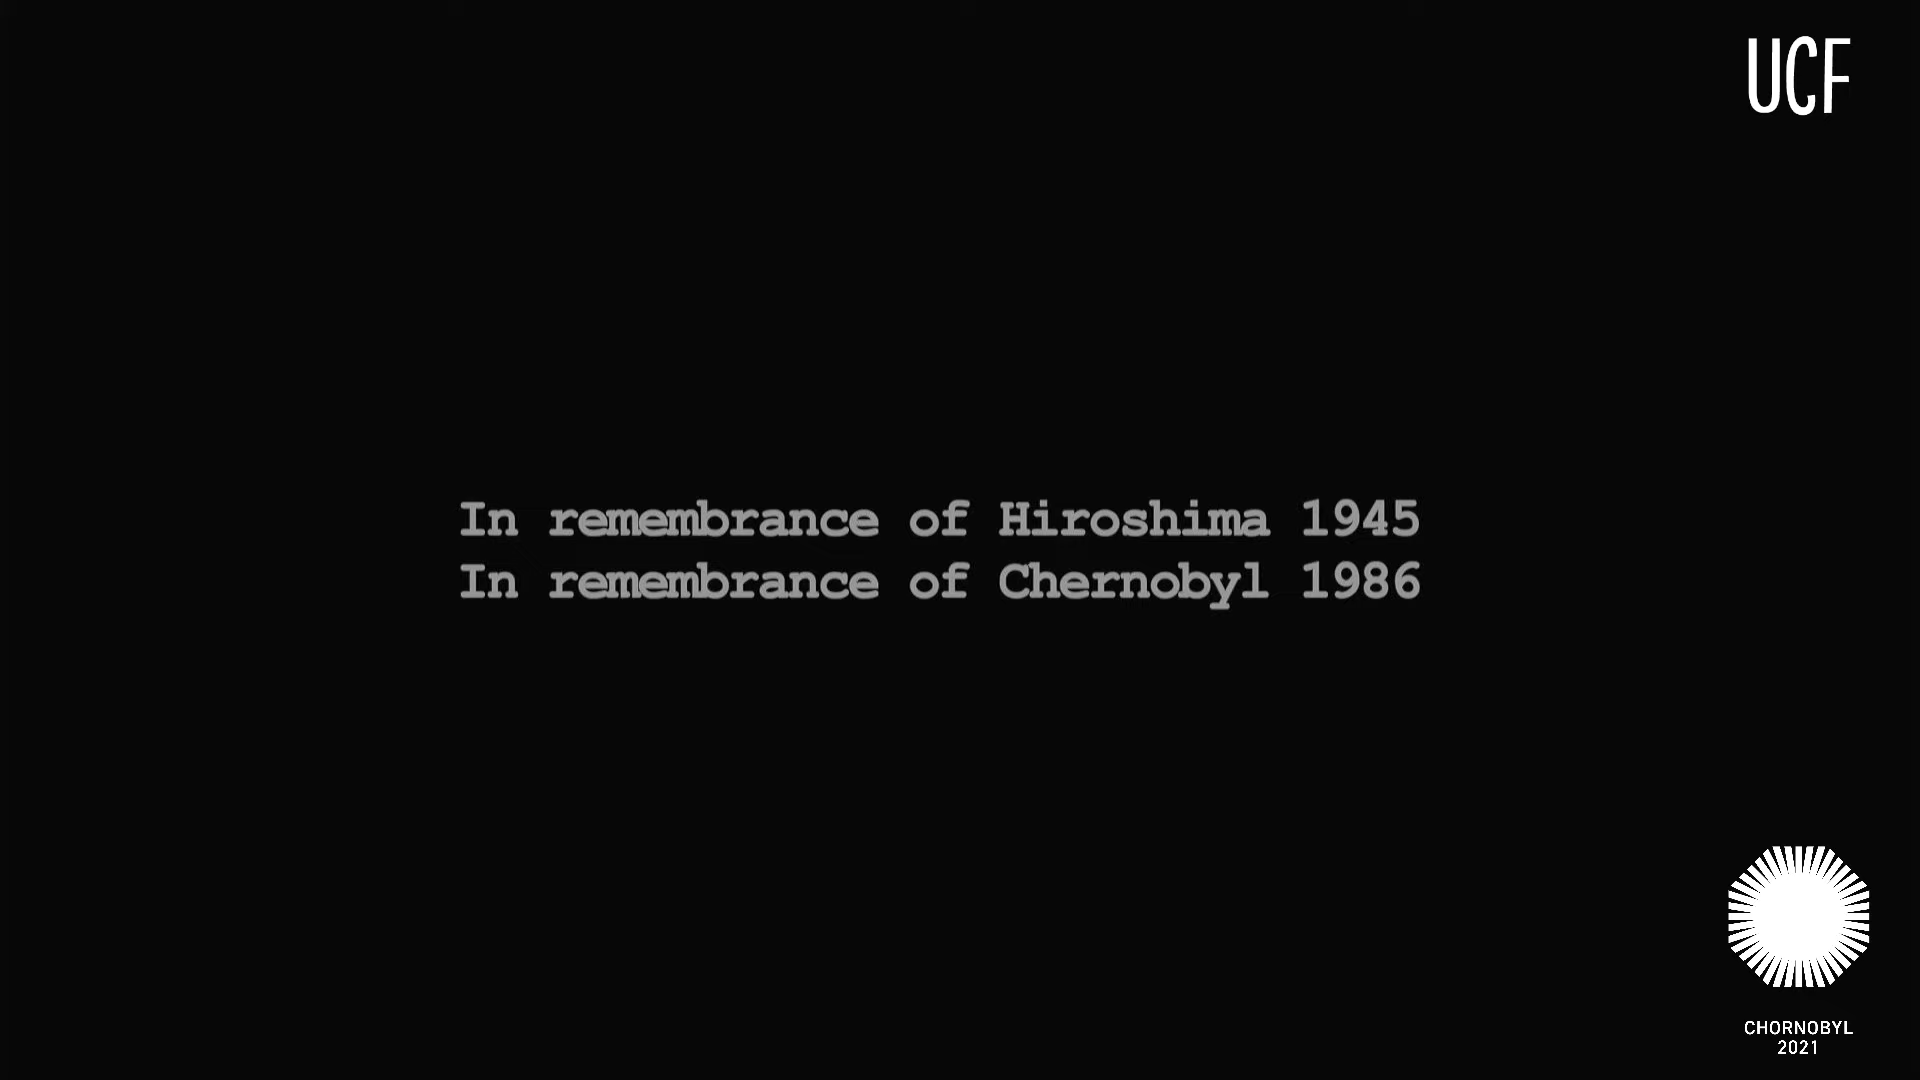 UCF
In remembrance of Hiroshima 1945
In remembrance of Chernobyl 1986
CHORNOBYL
2021